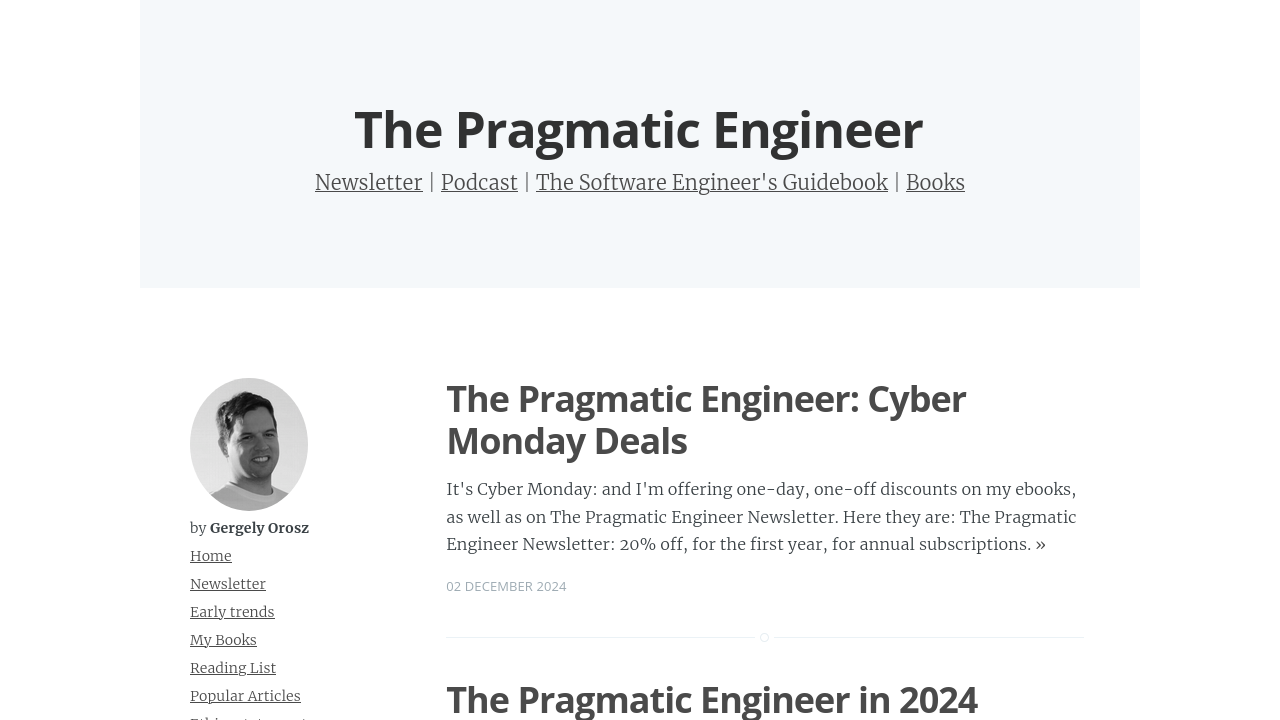 The Pragmatic Engineer
Newsletter | Podcast | The Software Engineer's Guidebook | Books
by Gergely Orosz
Home
Newsletter
Early trends
My Books
Reading List
Popular Articles
The Pragmatic Engineer: Cyber
Monday Deals
It's Cyber Monday: and I'm offering one-day, one-off discounts on my ebooks,
as well as on The Pragmatic Engineer Newsletter. Here they are: The Pragmatic
Engineer Newsletter: 20% off, for the first year, for annual subscriptions. »
02 DECEMBER 2024
The Pragmatic Engineer in 2024